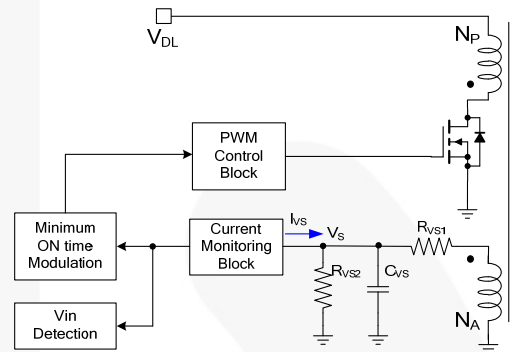 V_DL
N_P
PWM
Control
Block
Minimum
ON time
Modulation
Current
Monitoring
Block
I_VS
V_S
R_VS1
R_VS2
C_VS
N_A
Vin
Detection